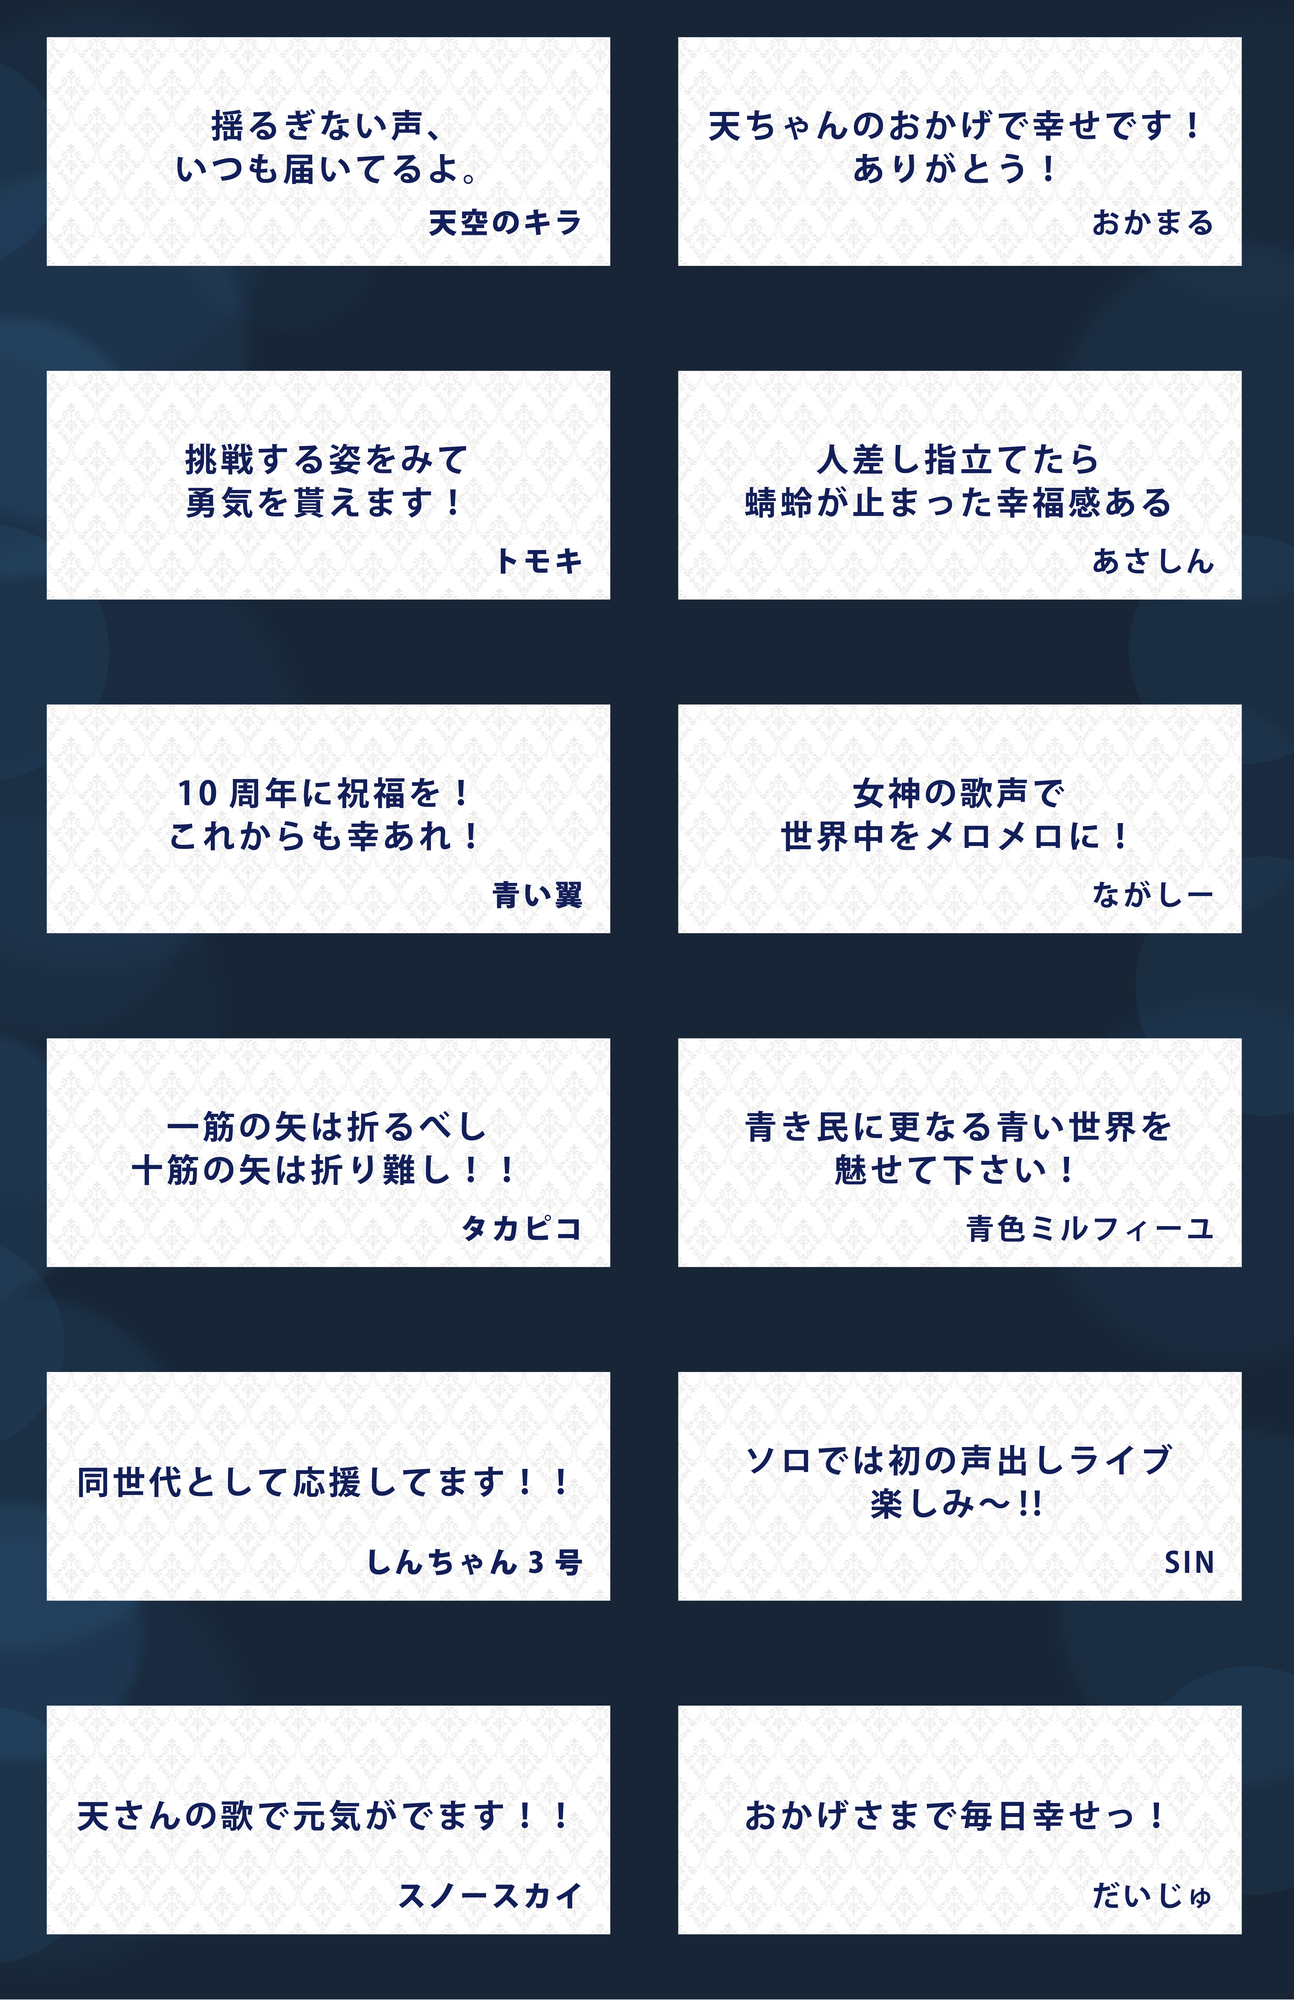 揺るぎない声、
いつも届いてるよ。
天空のキラ
天ちゃんのおかげで幸せです！
ありがとう！
おかまる
挑戦する姿をみて
勇気を貰えます！
トモキ
人差し指立てたら
蜻蛉が止まった幸福感ある
あさしん
10 周年に祝福を！
これからも幸あれ！
青い翼
女神の歌声で
世界中をメロメロに！
ながしー
一筋の矢は折るべし
十筋の矢は折り難し！！
タカピコ
青き民に更なる青い世界を
魅せて下さい！
青色ミルフィーユ
同世代として応援してます！！
しんちゃん 3 号
ソロでは初の声出しライブ
楽しみ～!!
SIN
天さんの歌で元気がでます！！
スノースカイ
おかげさまで毎日幸せっ！
だいじゅ